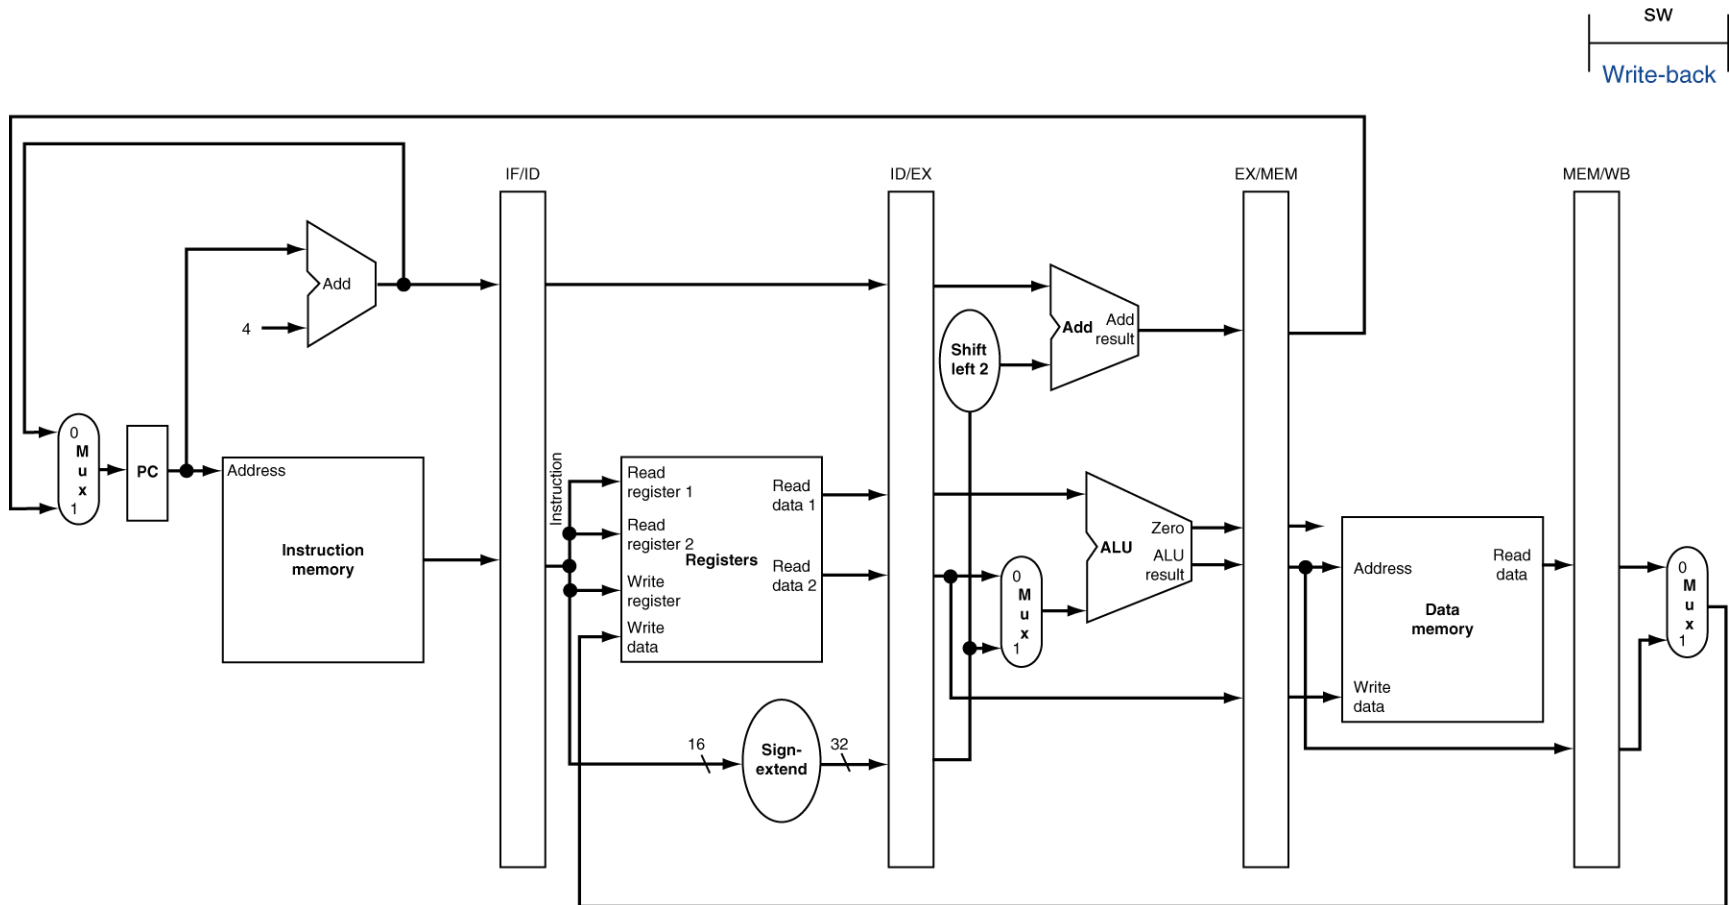 SW
Write-back
IF/ID
ID/EX
EX/MEM
MEM/WB
Add
4
Shift
left 2
Add
Add
result
0
M
u
x
1
PC
Address
Instruction
memory
Instruction
Read
register 1
Read
register 2
Write
register
Write
data
Registers
Read
data 1
Read
data 2
16
Sign-
extend
32
0
M
u
x
1
Zero
ALU
ALU
result
Address
Read
data
Data
memory
Write
data
0
M
u
x
1